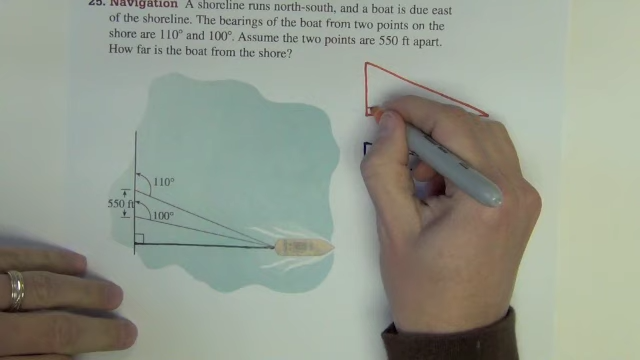 25. Navigation A shoreline runs north-south, and a boat is due east
of the shoreline. The bearings of the boat from two points on the
shore are 110° and 100°. Assume the two points are 550 ft apart.
How far is the boat from the shore?
110°
550 ft
100°